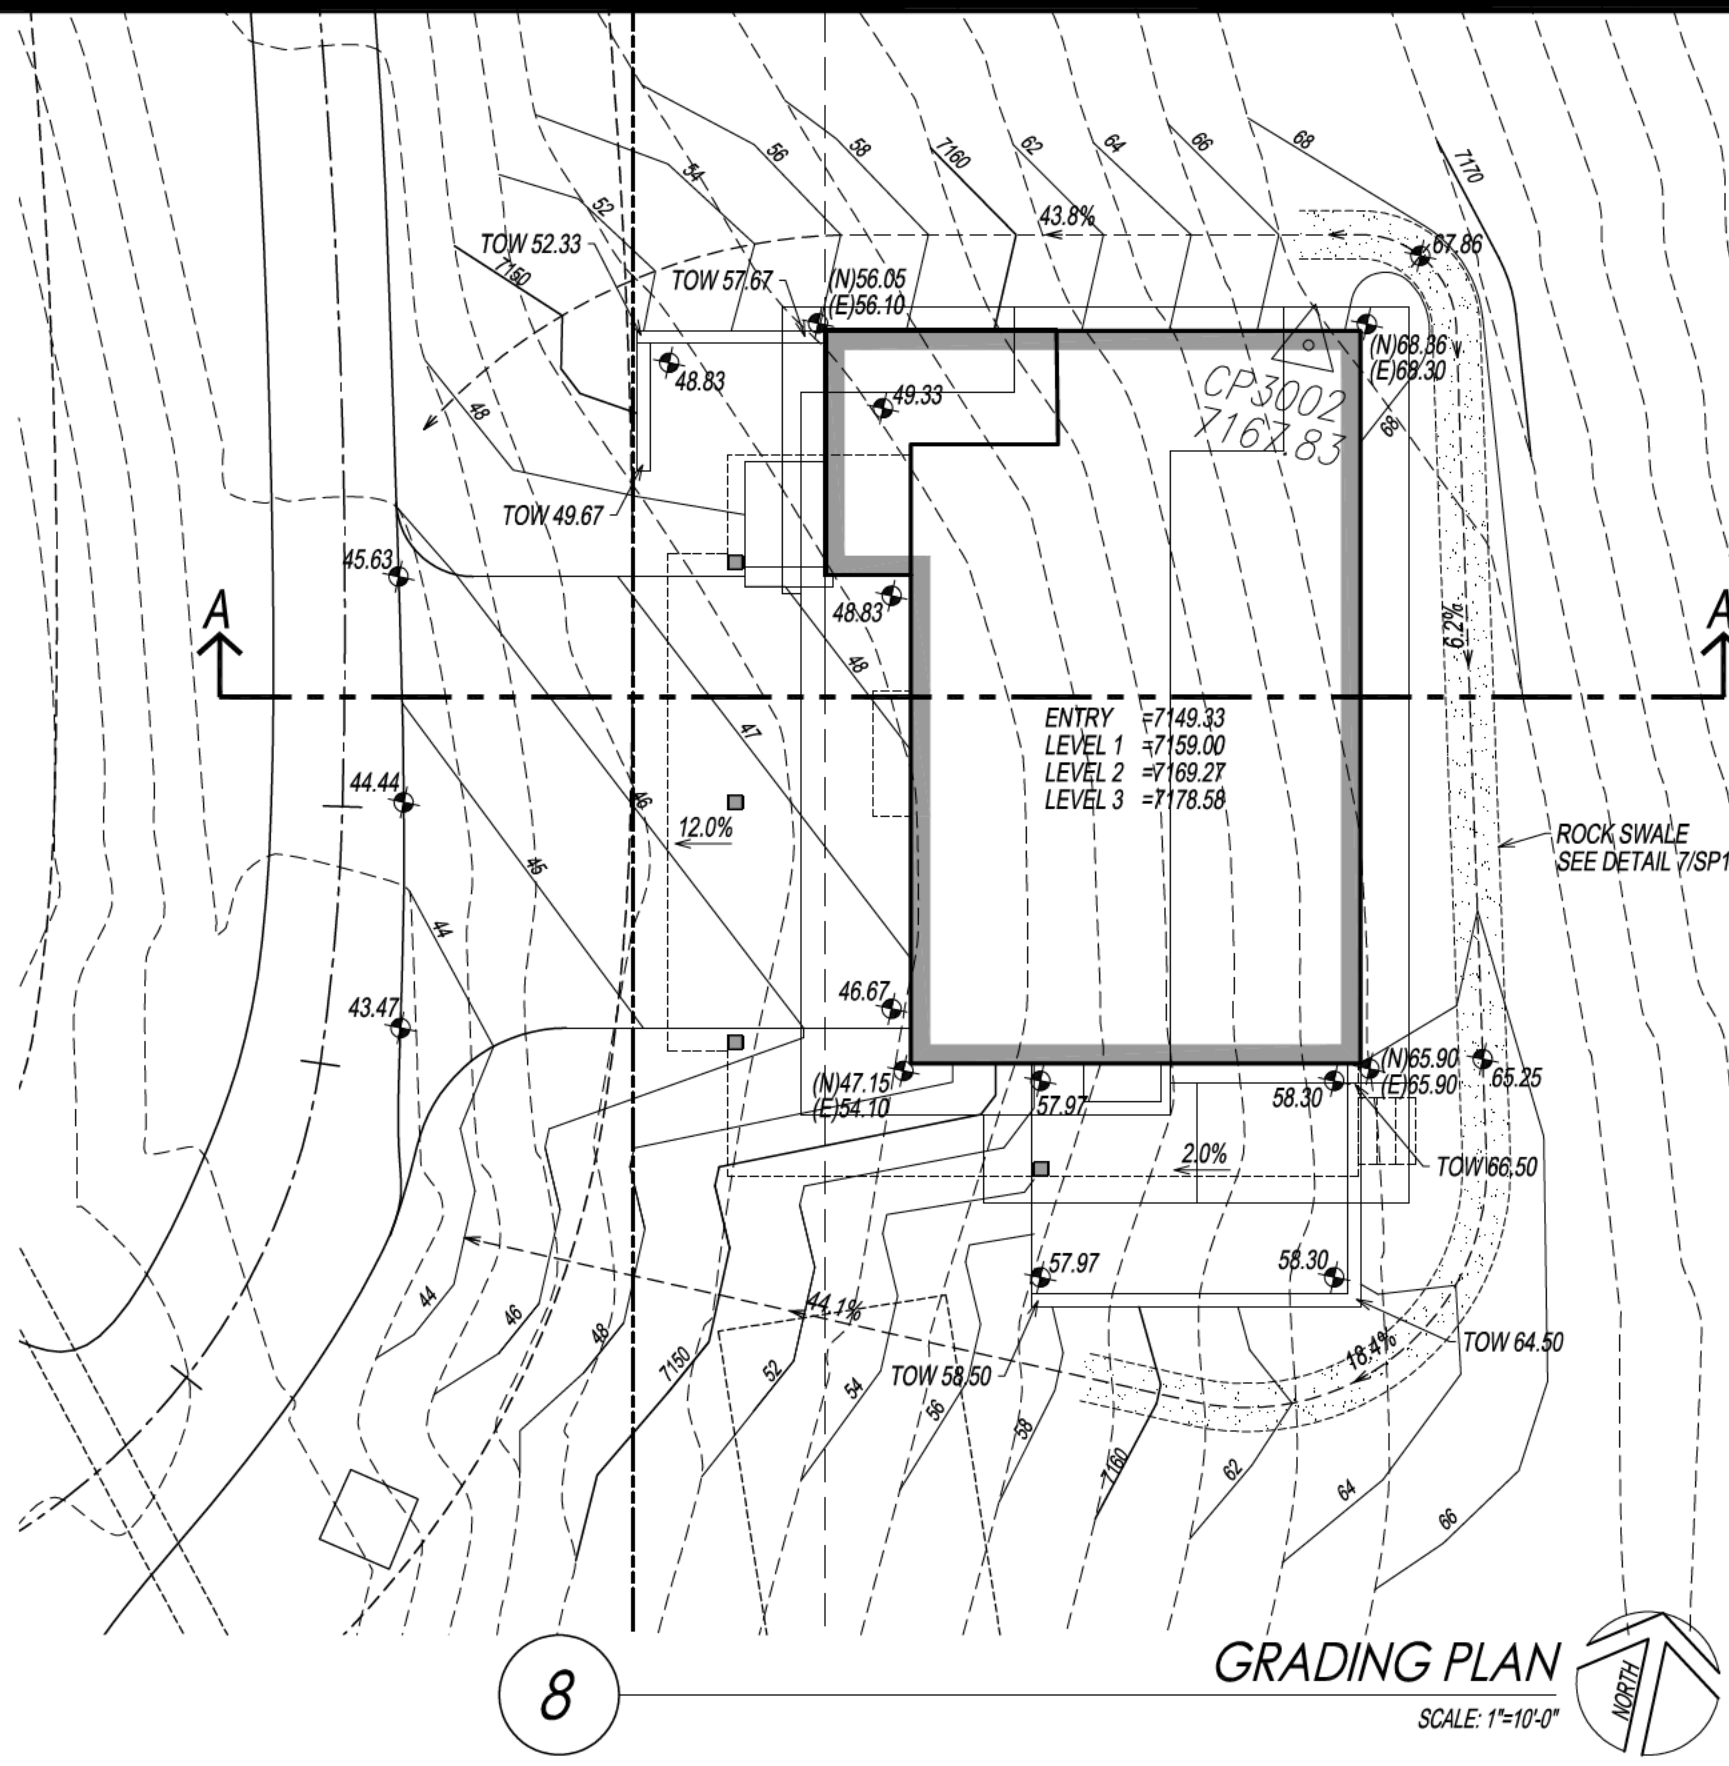 56
58
7160
62
64
66
68
7170
54
52
43.8%
67.86
TOW 52.33
7150
TOW 57.67
(N)56.05
(E)56.10
(N)68.36
(E)68.30
48.83
49.33
CP3002
7167.83
48
68
TOW 49.67
45.63
48.83
A
A
6.2%
48
ENTRY =7149.33
LEVEL 1 =7159.00
LEVEL 2 =7169.27
LEVEL 3 =7178.58
47
44.44
46
12.0%
ROCK SWALE
SEE DETAIL 7/SP1
45
44
46.67
43.47
(N)47.15
(E)54.10
57.97
58.30
(N)65.90
(E)65.90
65.25
2.0%
TOW 66.50
57.97
58.30
44
46
48
7150
52
44.1%
18.4%
TOW 64.50
TOW 58.50
54
56
58
7160
62
64
66
8
GRADING PLAN
SCALE: 1"=10'-0"
NORTH